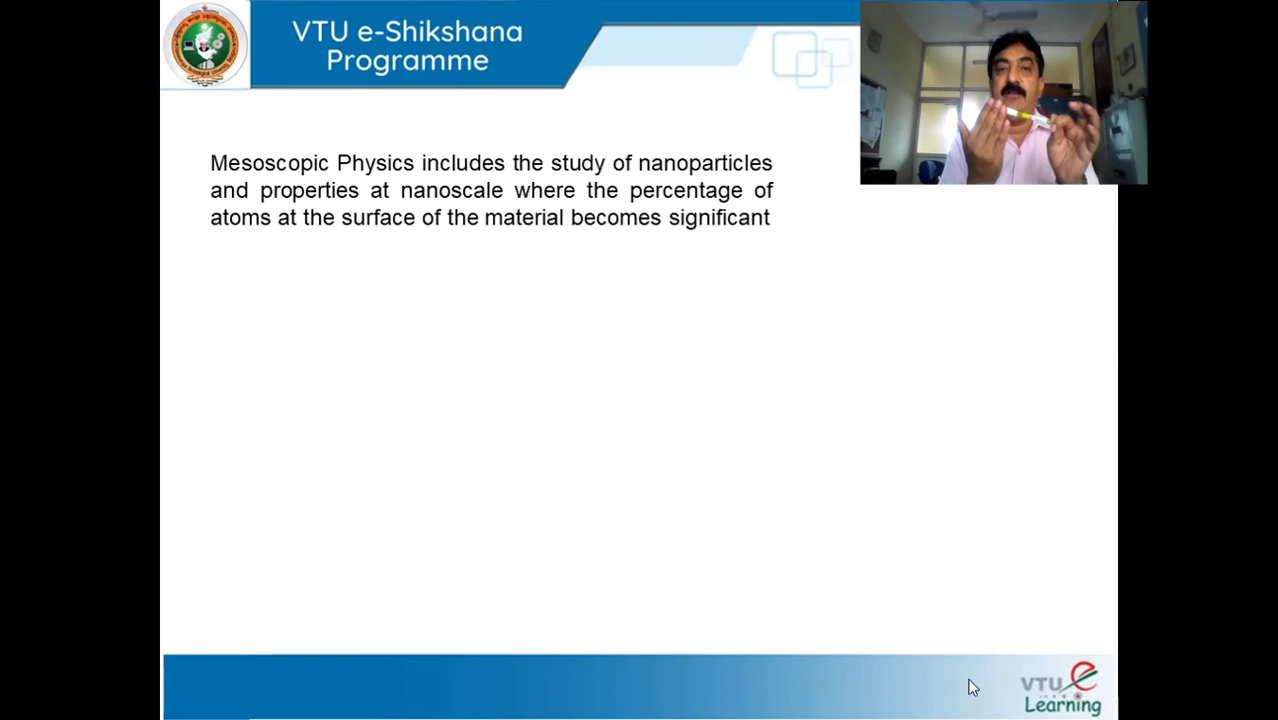 VTU e-Shikshana
Programme
Mesoscopic Physics includes the study of nanoparticles
and properties at nanoscale where the percentage of
atoms at the surface of the material becomes significant
VTU e
Learning